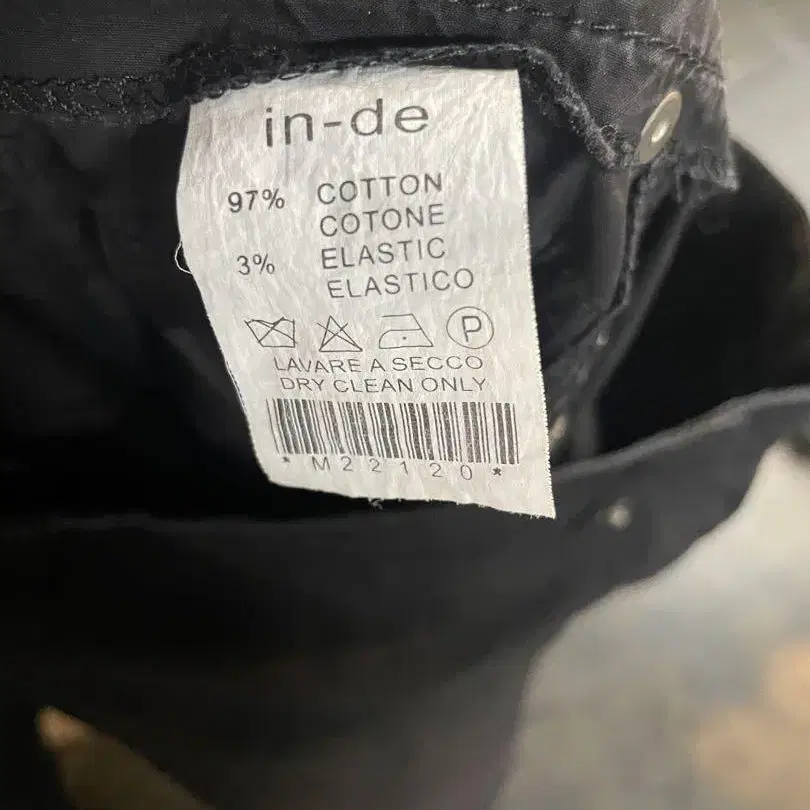 in-de
97% COTTON
COTONE
3% ELASTIC
ELASTICO
P
LAVARE A SECCO
DRY CLEAN ONLY
*M22120*